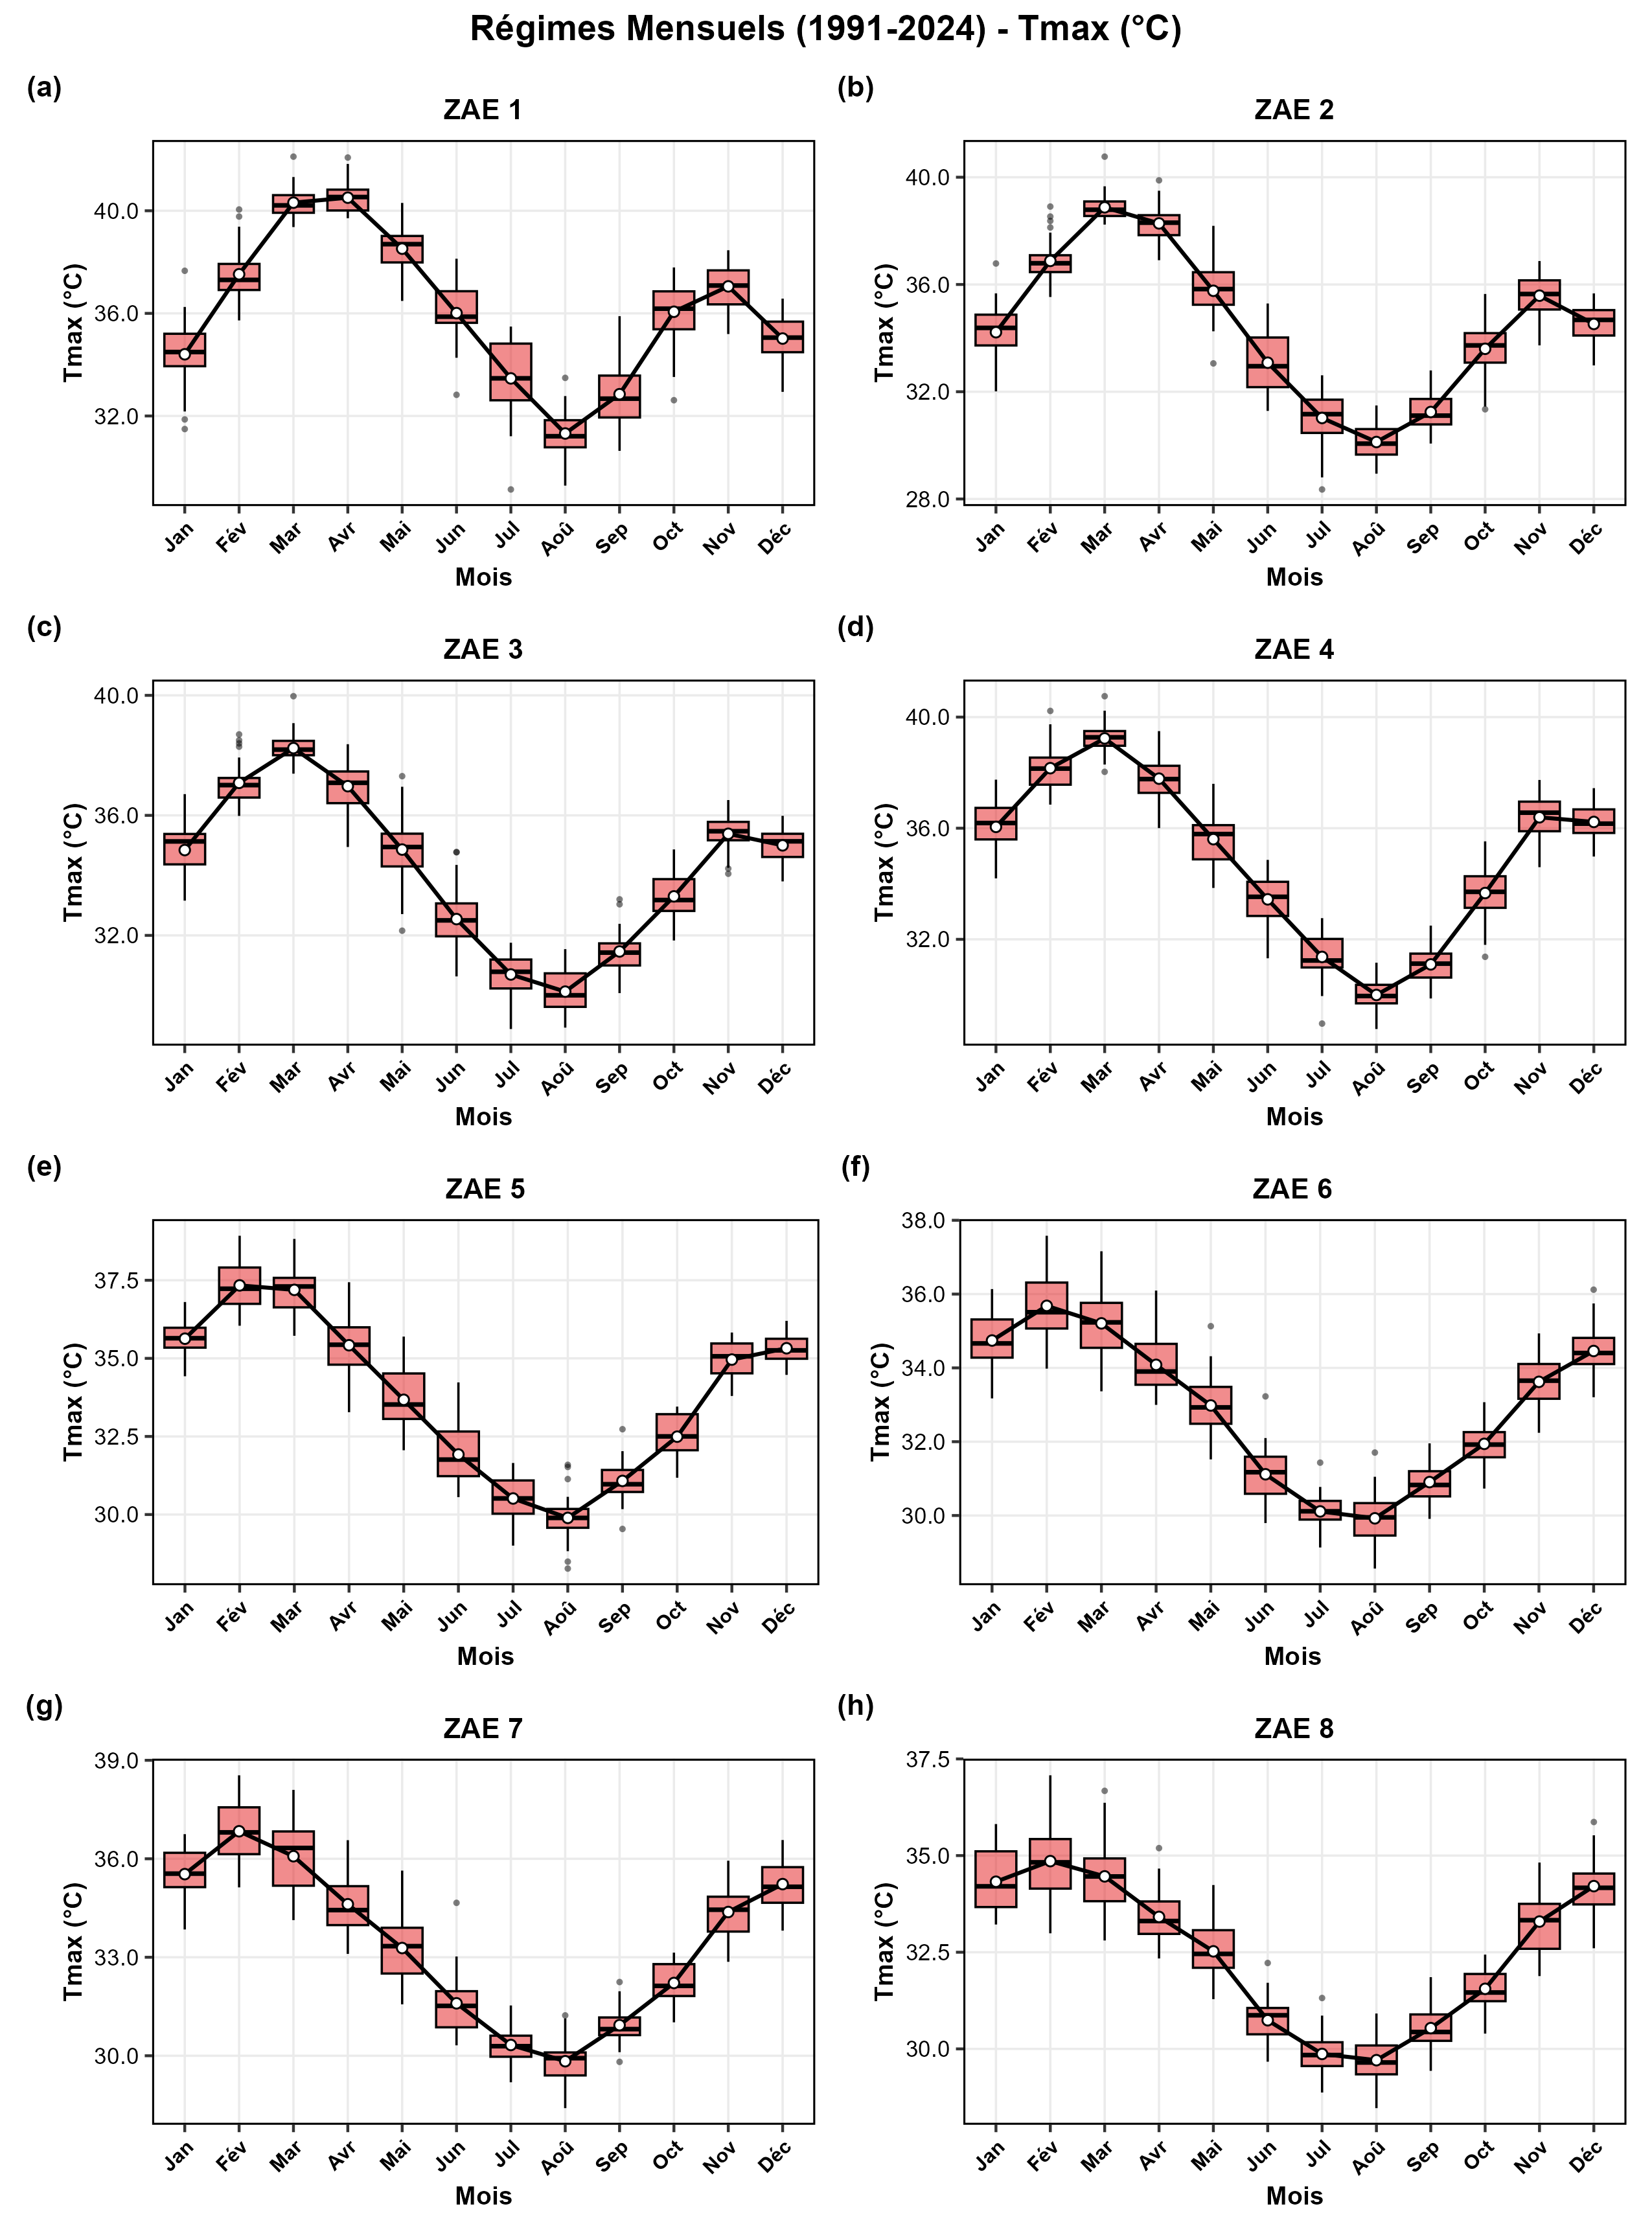 Régimes Mensuels (1991-2024) - Tmax (°C)
(a)
ZAE 1
Tmax (°C)
40.0
36.0
32.0
Jan Fév Mar Avr Mai Jun Jul Aoû Sep Oct Nov Déc
Mois
(b)
ZAE 2
Tmax (°C)
40.0
36.0
32.0
28.0
Jan Fév Mar Avr Mai Jun Jul Aoû Sep Oct Nov Déc
Mois
(c)
ZAE 3
Tmax (°C)
40.0
36.0
32.0
Jan Fév Mar Avr Mai Jun Jul Aoû Sep Oct Nov Déc
Mois
(d)
ZAE 4
Tmax (°C)
40.0
36.0
32.0
Jan Fév Mar Avr Mai Jun Jul Aoû Sep Oct Nov Déc
Mois
(e)
ZAE 5
Tmax (°C)
37.5
35.0
32.5
30.0
Jan Fév Mar Avr Mai Jun Jul Aoû Sep Oct Nov Déc
Mois
(f)
ZAE 6
Tmax (°C)
38.0
36.0
34.0
32.0
30.0
Jan Fév Mar Avr Mai Jun Jul Aoû Sep Oct Nov Déc
Mois
(g)
ZAE 7
Tmax (°C)
39.0
36.0
33.0
30.0
Jan Fév Mar Avr Mai Jun Jul Aoû Sep Oct Nov Déc
Mois
(h)
ZAE 8
Tmax (°C)
37.5
35.0
32.5
30.0
Jan Fév Mar Avr Mai Jun Jul Aoû Sep Oct Nov Déc
Mois